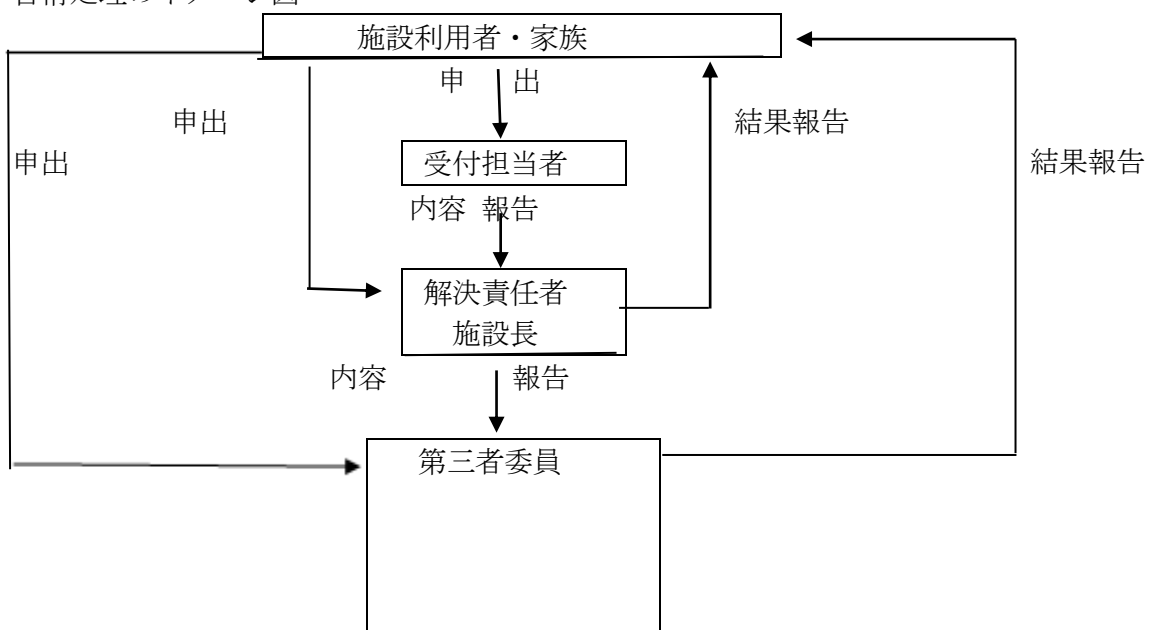 施設利用者・家族
申 出
申出
結果報告
申出
受付担当者
結果報告
内容 報告
解決責任者
施設長
内容 報告
第三者委員